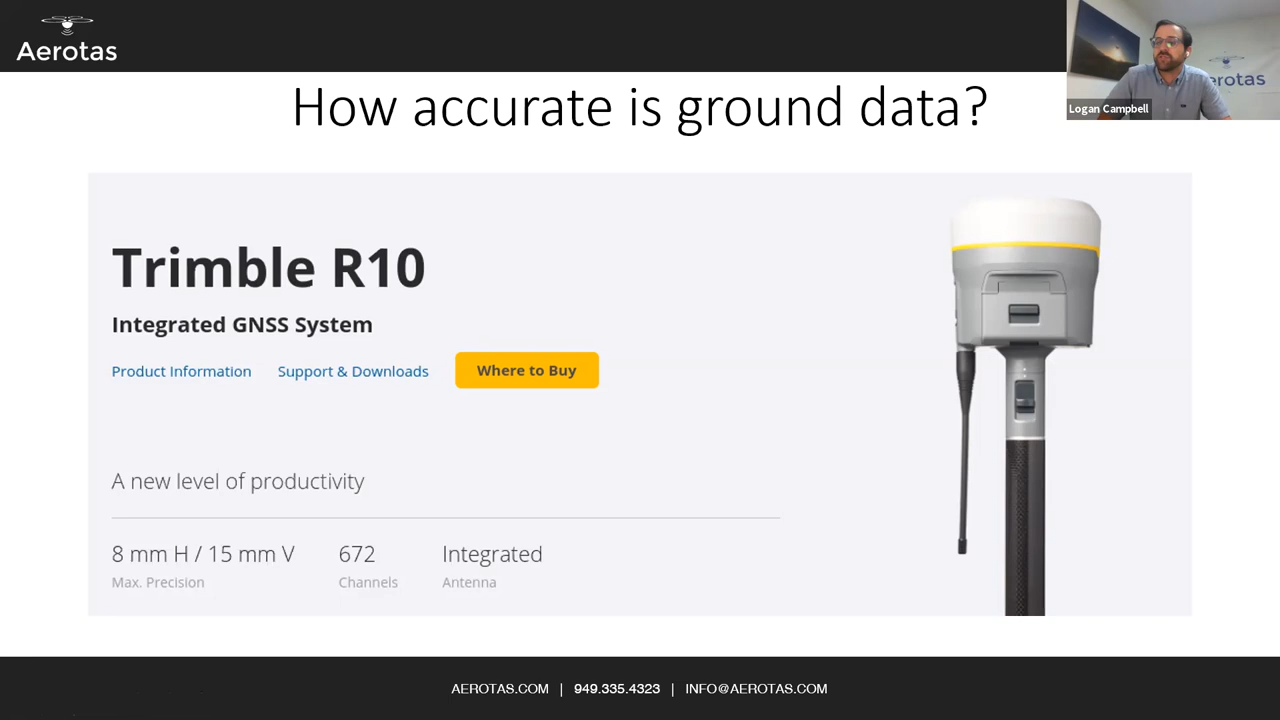 Aerotas
How accurate is ground data?
erotas
Logan Campbell
Trimble R10
Integrated GNSS System
Product Information
Support & Downloads
Where to Buy
A new level of productivity
8 mm H / 15 mm V
Max. Precision
672
Channels
Integrated
Antenna
AEROTAS.COM | 949.335.4323 | INFO@AEROTAS.COM